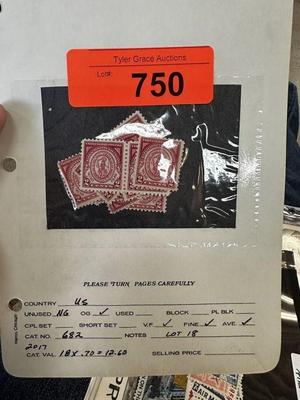 Tyler Grace Auctions
Lot#: 750
PLEASE TURN PAGES CAREFULLY
COUNTRY US
UNUSED NG OG ✓ USED BLOCK PL BLK
CPL SET SHORT SET V.F ✓ FINE ✓ AVE. ✓
CAT. NO. 682 NOTES LOT 18
2017
CAT. VAL. 18 x .70 = 12.60 SELLING PRICE